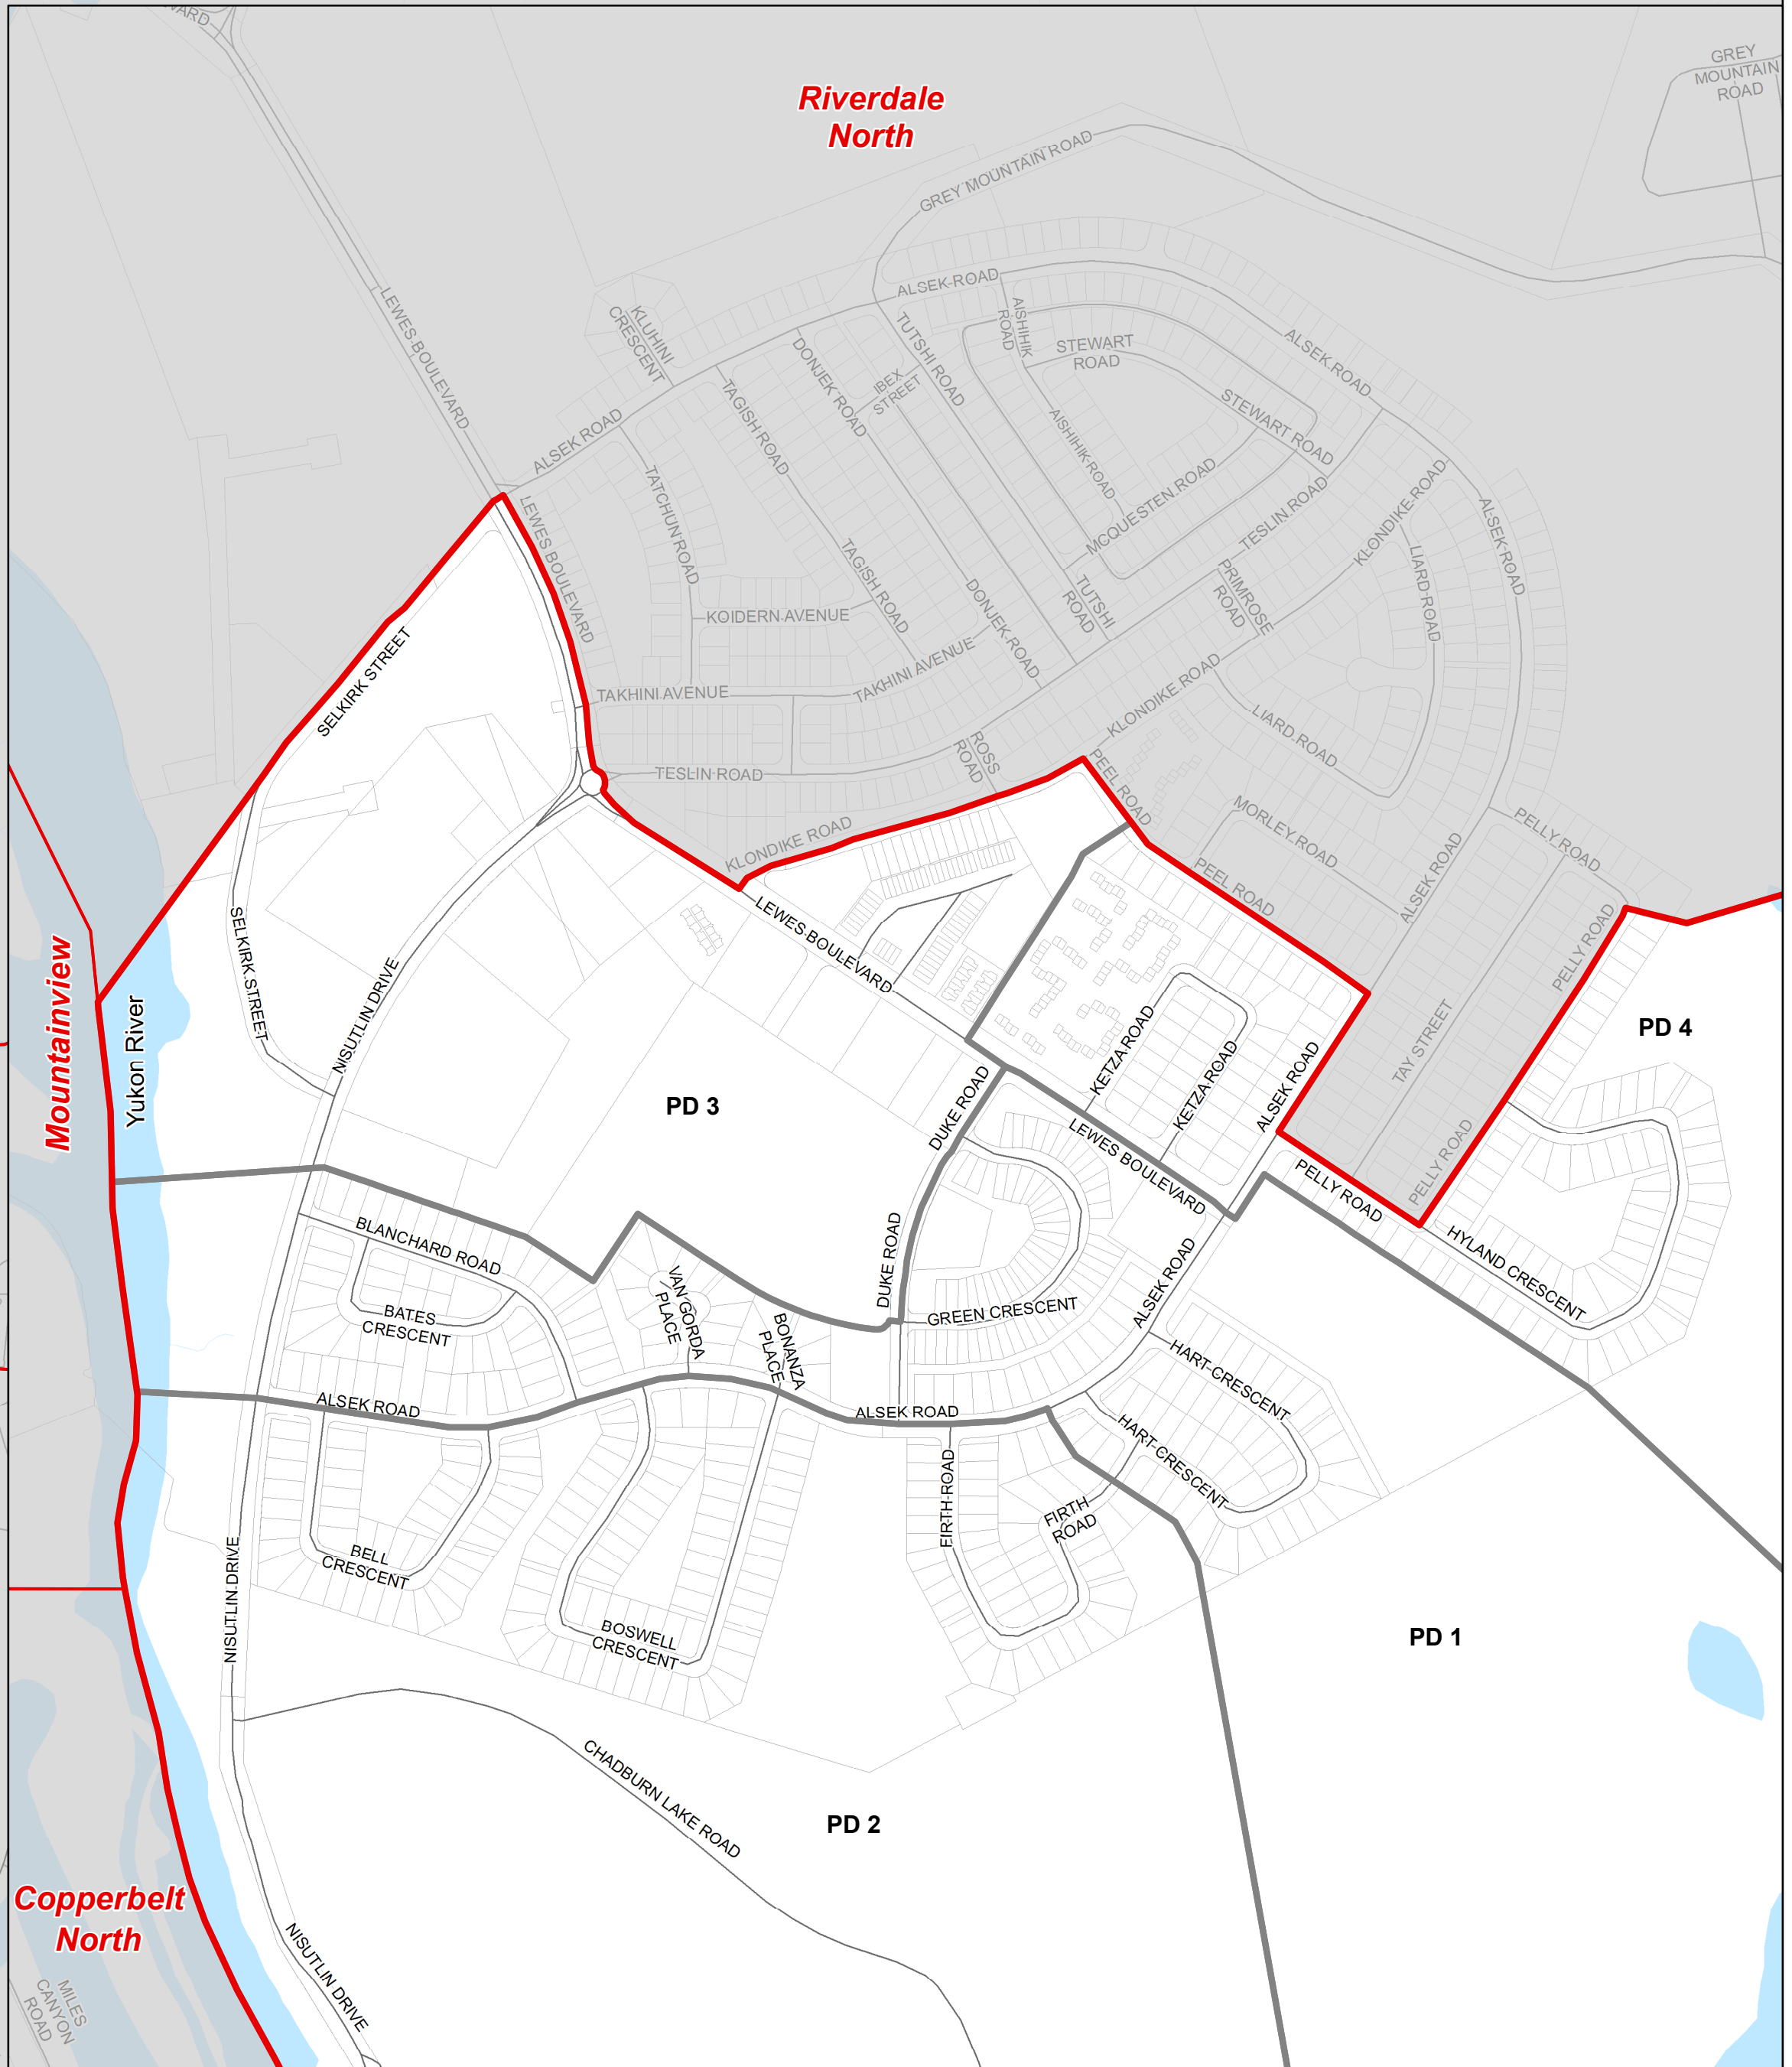 GREY
MOUNTAIN
ROAD
Riverdale
North
GREY MOUNTAIN ROAD
LEWES BOULEVARD
KLUHINI
CRESCENT
ALSEK ROAD
AISHIHIK
ROAD
STEWART
ROAD
ALSEK ROAD
TUTSHI ROAD
DONJEK ROAD
IBEX
STREET
TAGISH ROAD
ALSEK ROAD
STEWART ROAD
AISHIHIK ROAD
MCQUESTEN ROAD
TESLIN ROAD
KLONDIKE ROAD
ALSEK ROAD
TATCHUN ROAD
LEWES BOULEVARD
TAGISH ROAD
DONJEK ROAD
TUTSHI
ROAD
PRIMROSE
ROAD
LIARD ROAD
KOIDERN AVENUE
TAKHINI AVENUE
TAKHINI AVENUE
SELKIRK STREET
KLONDIKE ROAD
LIARD ROAD
ROSS
ROAD
TESLIN ROAD
PEEL ROAD
MORLEY ROAD
PELLY ROAD
KLONDIKE ROAD
PEEL ROAD
ALSEK ROAD
PELLY ROAD
LEWES BOULEVARD
SELKIRK STREET
NISUTLIN DRIVE
Mountainview
Yukon River
PD 4
KETZA ROAD
KETZA ROAD
ALSEK ROAD
TAY STREET
PD 3
DUKE ROAD
LEWES BOULEVARD
PELLY ROAD
PELLY ROAD
HYLAND CRESCENT
BLANCHARD ROAD
DUKE ROAD
ALSEK ROAD
BATES
CRESCENT
VAN GORDA
PLACE
BONANZA
PLACE
GREEN CRESCENT
HART CRESCENT
ALSEK ROAD
ALSEK ROAD
HART CRESCENT
FIRTH ROAD
FIRTH
ROAD
BELL
CRESCENT
NISUTLIN DRIVE
BOSWELL
CRESCENT
PD 1
CHADBURN LAKE ROAD
PD 2
Copperbelt
North
NISUTLIN DRIVE
MILES
CANYON
ROAD